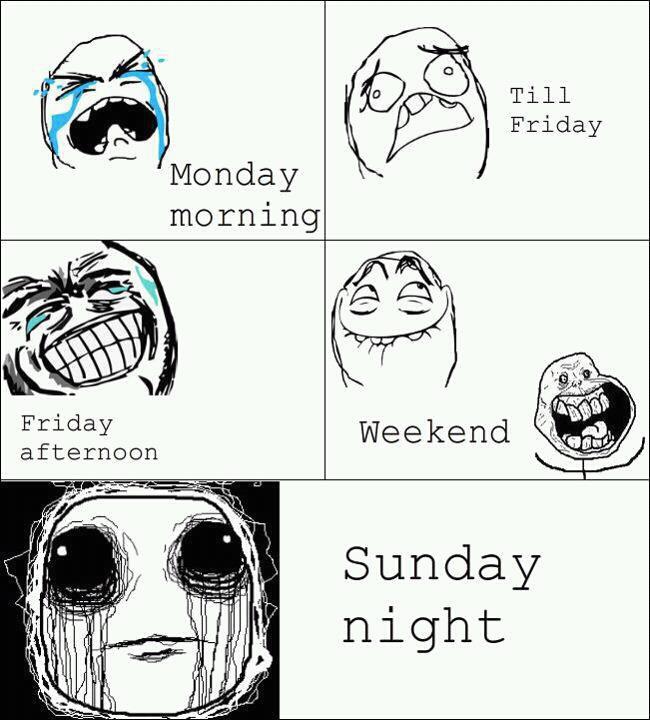 Monday
morning
Till
Friday
Friday
afternoon
Weekend
Sunday
night